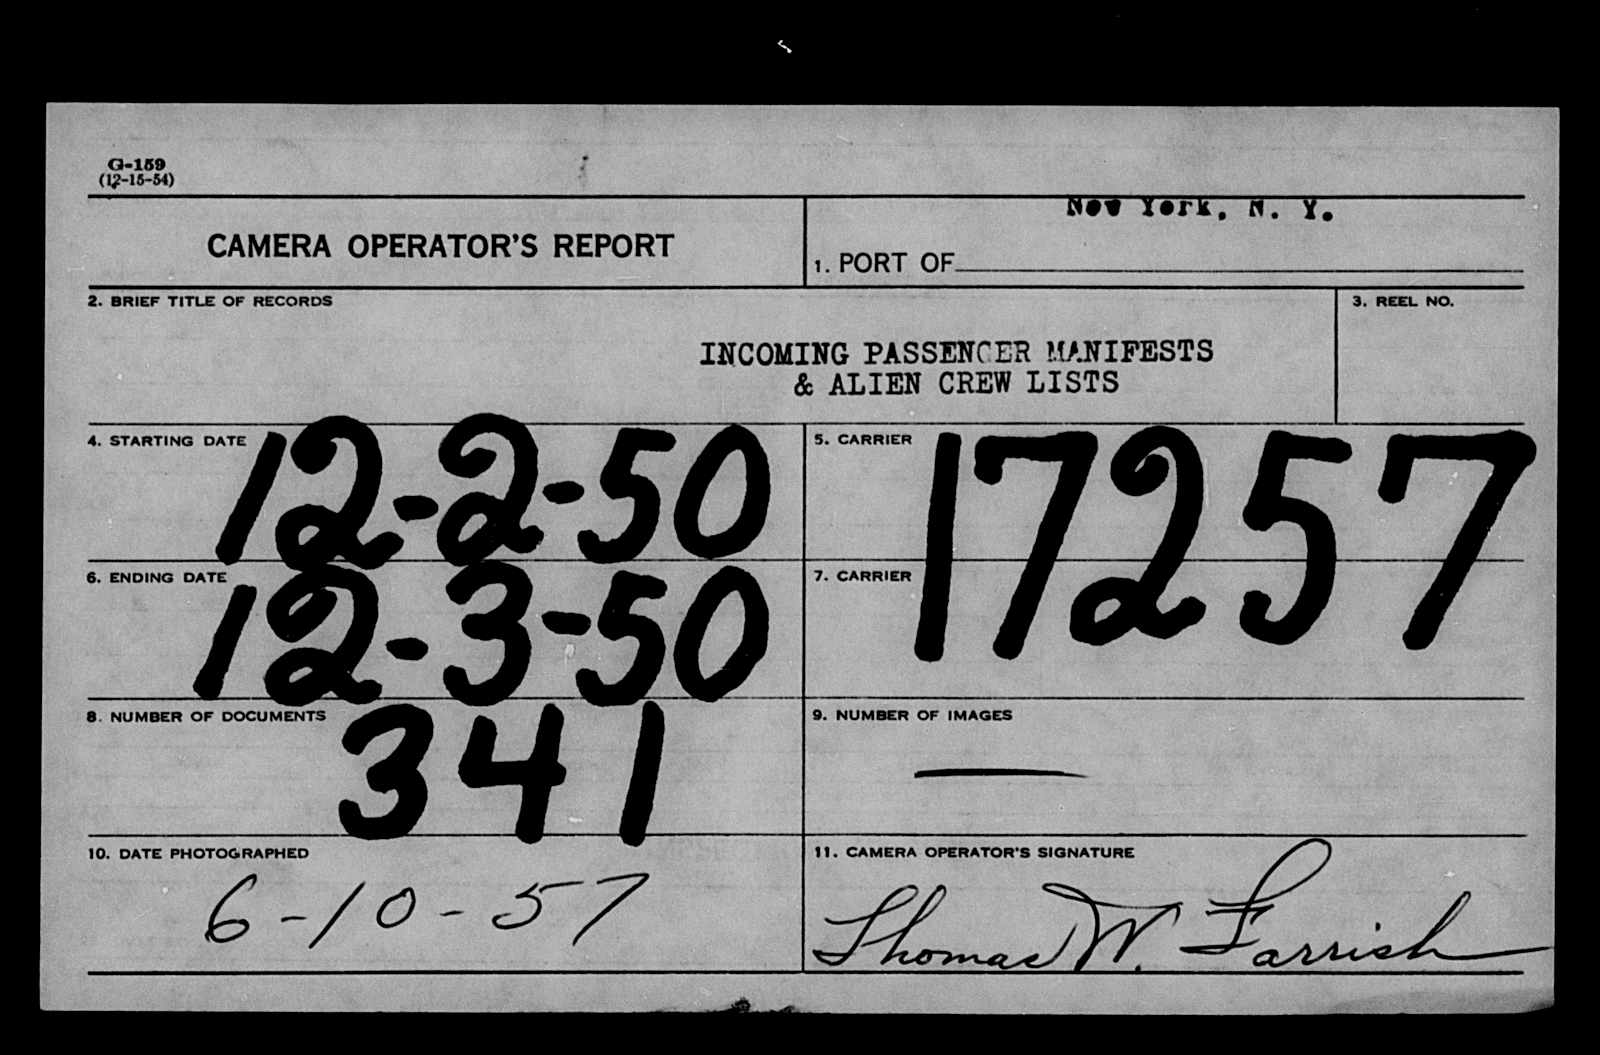 G-159
(12-15-54)
New York, N. Y.
CAMERA OPERATOR'S REPORT
1. PORT OF
2. BRIEF TITLE OF RECORDS
3. REEL NO.
INCOMING PASSENGER MANIFESTS
& ALIEN CREW LISTS
4. STARTING DATE 12-2-50
5. CARRIER 17257
6. ENDING DATE 12-3-50
7. CARRIER
8. NUMBER OF DOCUMENTS 341
9. NUMBER OF IMAGES
—
10. DATE PHOTOGRAPHED
6-10-57
11. CAMERA OPERATOR'S SIGNATURE
Thomas W. Farrish